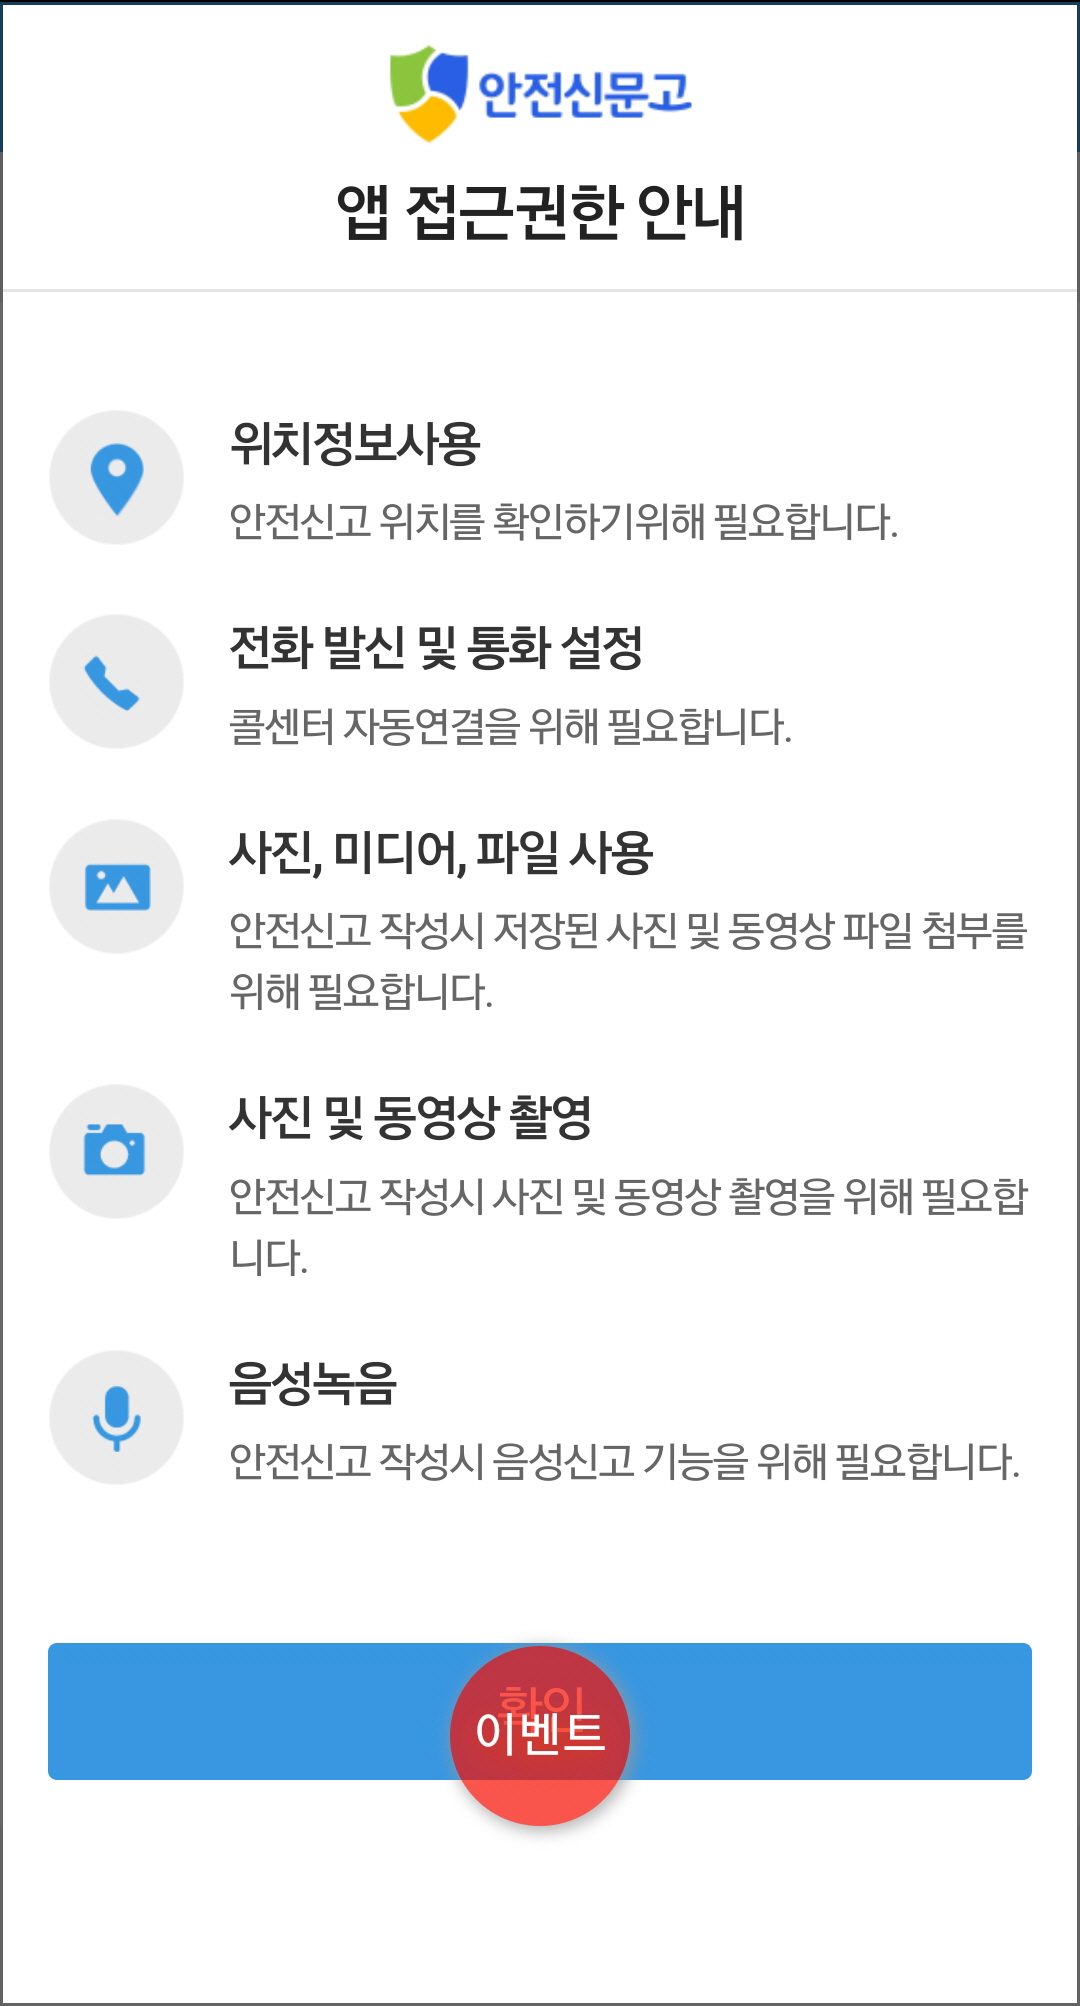 안전신문고
앱 접근권한 안내
위치정보사용
안전신고 위치를 확인하기위해 필요합니다.
전화 발신 및 통화 설정
콜센터 자동연결을 위해 필요합니다.
사진, 미디어, 파일 사용
안전신고 작성시 저장된 사진 및 동영상 파일 첨부를
위해 필요합니다.
사진 및 동영상 촬영
안전신고 작성시 사진 및 동영상 촬영을 위해 필요합
니다.
음성녹음
안전신고 작성시 음성신고 기능을 위해 필요합니다.
확인
이벤트